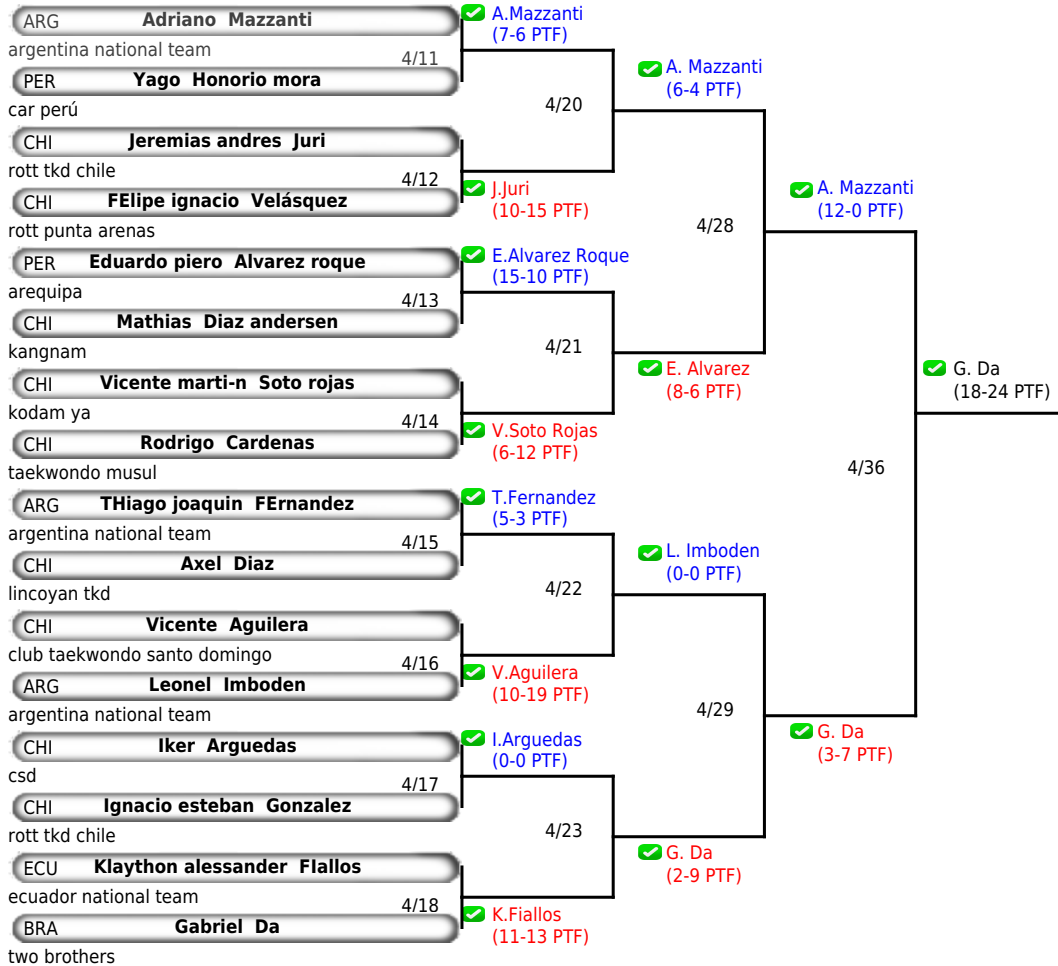 ARG Adriano Mazzanti
argentina national team
4/11
PER Yago Honorio mora
car perú
CHI Jeremias andres Juri
rott tkd chile
4/12
CHI FElipe ignacio Velásquez
rott punta arenas
PER Eduardo piero Alvarez roque
arequipa
4/13
CHI Mathias Diaz andersen
kangnam
CHI Vicente marti-n Soto rojas
kodam ya
4/14
CHI Rodrigo Cardenas
taekwondo musul
ARG THiago joaquin FErnandez
argentina national team
4/15
CHI Axel Diaz
lincoyan tkd
CHI Vicente Aguilera
club taekwondo santo domingo
4/16
ARG Leonel Imboden
argentina national team
CHI Iker Arguedas
csd
4/17
CHI Ignacio esteban Gonzalez
rott tkd chile
ECU Klaython alessander FIallos
ecuador national team
4/18
BRA Gabriel Da
two brothers
A.Mazzanti
(7-6 PTF)
4/20
J.Juri
(10-15 PTF)
E.Alvarez Roque
(15-10 PTF)
4/21
V.Soto Rojas
(6-12 PTF)
T.Fernandez
(5-3 PTF)
4/22
V.Aguilera
(10-19 PTF)
I.Arguedas
(0-0 PTF)
4/23
K.Fiallos
(11-13 PTF)
A. Mazzanti
(6-4 PTF)
4/28
E. Alvarez
(8-6 PTF)
L. Imboden
(0-0 PTF)
4/29
G. Da
(2-9 PTF)
A. Mazzanti
(12-0 PTF)
4/36
G. Da
(3-7 PTF)
G. Da
(18-24 PTF)